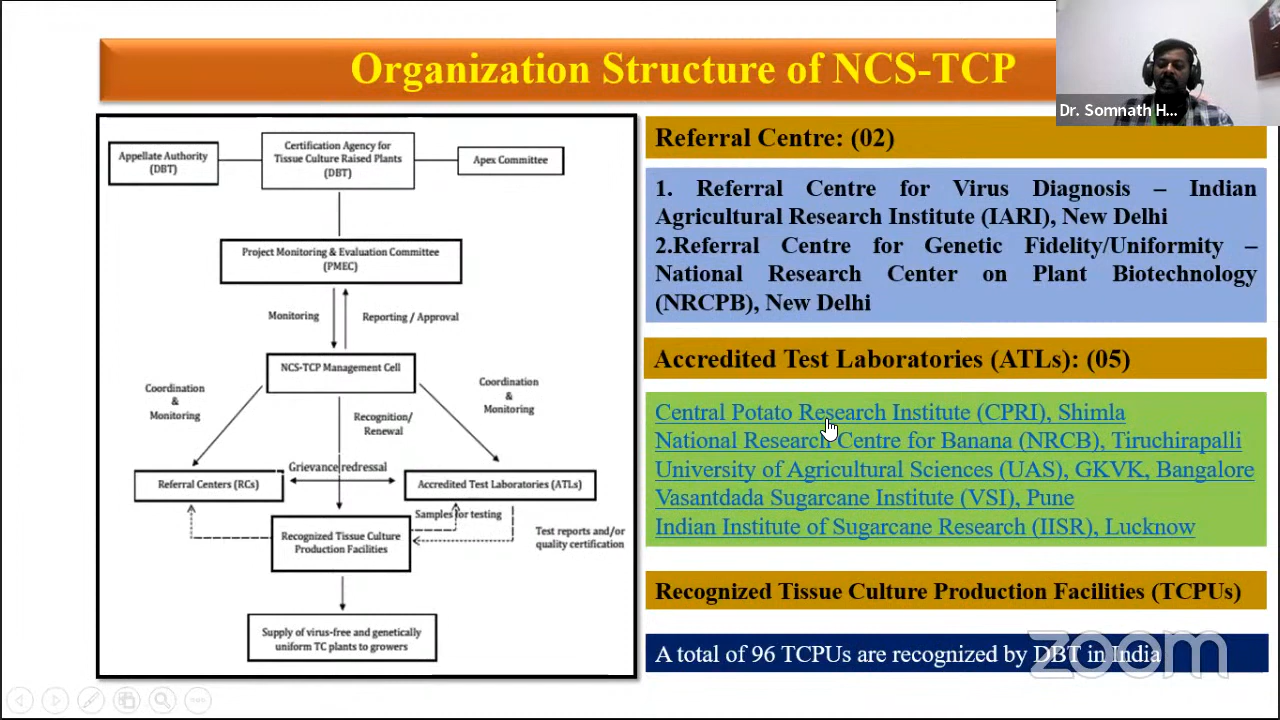 Organization Structure of NCS-TCP
Dr. Somnath H...
Appellate Authority
(DBT)
Certification Agency for
Tissue Culture Raised Plants
(DBT)
Apex Committee
Project Monitoring & Evaluation Committee
(PMEC)
Monitoring
Reporting / Approval
NCS-TCP Management Cell
Coordination
&
Monitoring
Coordination
&
Monitoring
Recognition/
Renewal
Grievance redressal
Referral Centers (RCs)
Accredited Test Laboratories (ATLs)
Samples for testing
Recognized Tissue Culture
Production Facilities
Test reports and/or
quality certification
Supply of virus-free and genetically
uniform TC plants to growers
Referral Centre: (02)
1. Referral Centre for Virus Diagnosis – Indian
Agricultural Research Institute (IARI), New Delhi
2.Referral Centre for Genetic Fidelity/Uniformity –
National Research Center on Plant Biotechnology
(NRCPB), New Delhi
Accredited Test Laboratories (ATLs): (05)
Central Potato Research Institute (CPRI), Shimla
National Research Centre for Banana (NRCB), Tiruchirapalli
University of Agricultural Sciences (UAS), GKVK, Bangalore
Vasantdada Sugarcane Institute (VSI), Pune
Indian Institute of Sugarcane Research (IISR), Lucknow
Recognized Tissue Culture Production Facilities (TCPUs)
A total of 96 TCPUs are recognized by DBT in India
zoom